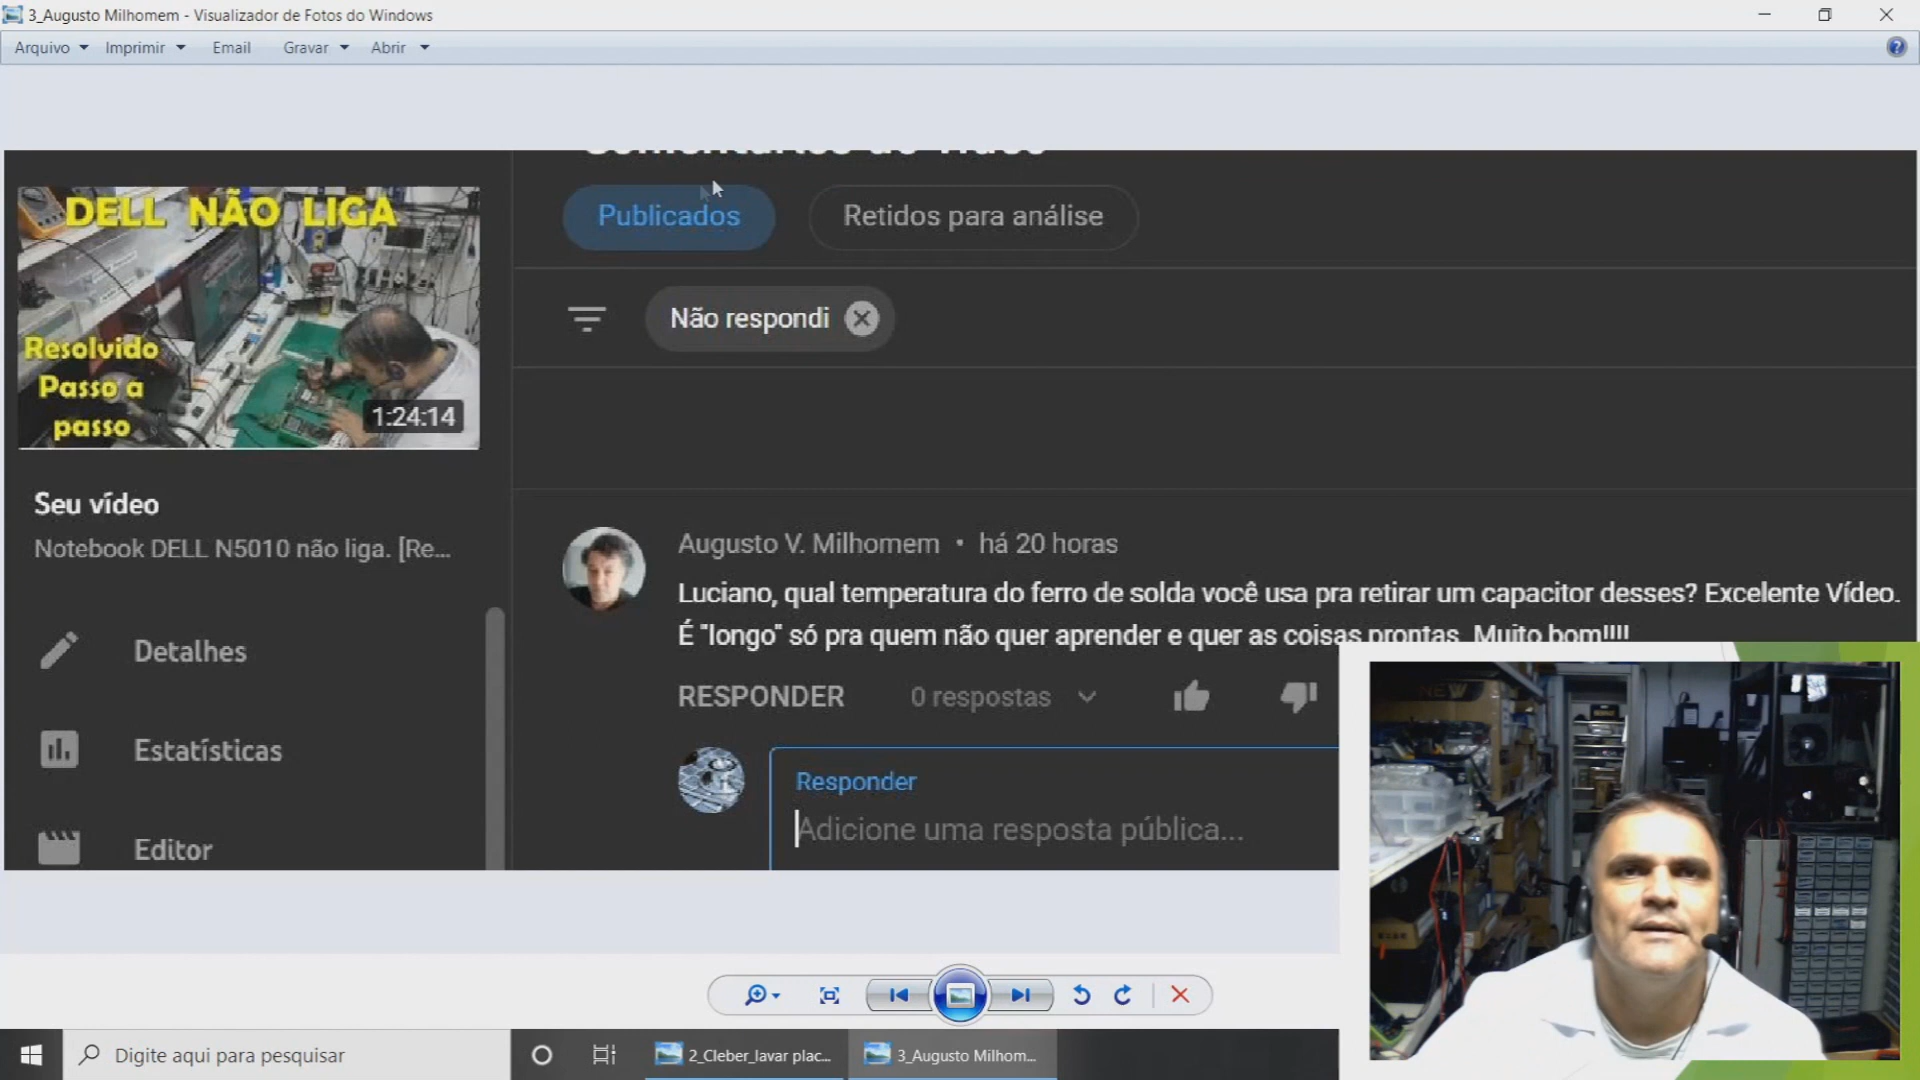 3_Augusto Milhomem - Visualizador de Fotos do Windows
Arquivo Imprimir Email Gravar Abrir
Comentários do vídeo
DELL NÃO LIGA
Resolvido
Passo a
passo
1:24:14
Publicados Retidos para análise
Não respondi
Seu vídeo
Notebook DELL N5010 não liga. [Re...
Detalhes
Estatísticas
Editor
Augusto V. Milhomem • há 20 horas
Luciano, qual temperatura do ferro de solda você usa pra retirar um capacitor desses? Excelente Vídeo.
É "longo" só pra quem não quer aprender e quer as coisas prontas. Muito bom!!!!
RESPONDER 0 respostas
Responder
Adicione uma resposta pública...
NEW
Digite aqui para pesquisar
2_Cleber_lavar plac...
3_Augusto Milhom...